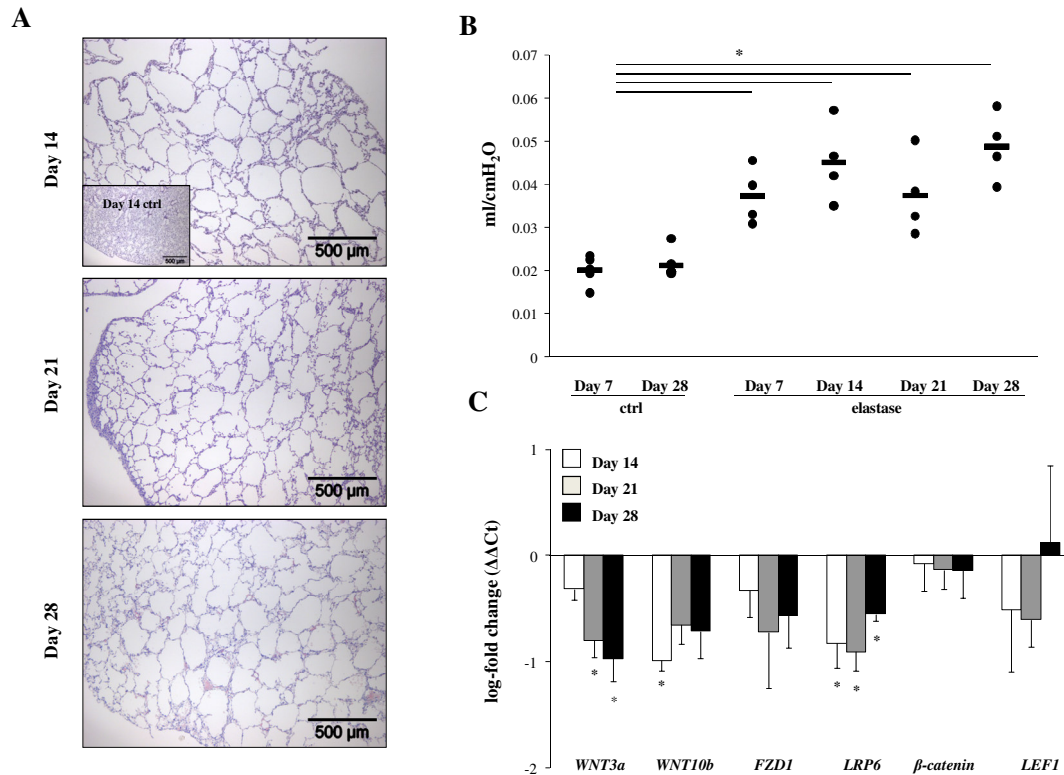 A
Day 14
Day 14 ctrl
500 µm
500 µm
Day 21
500 µm
Day 28
500 µm
B
ml/cmH₂O
0.07
0.06
0.05
0.04
0.03
0.02
0.01
0
*
Day 7 Day 28 Day 7 Day 14 Day 21 Day 28
ctrl elastase
C
log-fold change (ΔΔCt)
1
0
-1
-2
Day 14
Day 21
Day 28
* * * * * *
WNT3a WNT10b FZD1 LRP6 β-catenin LEF1